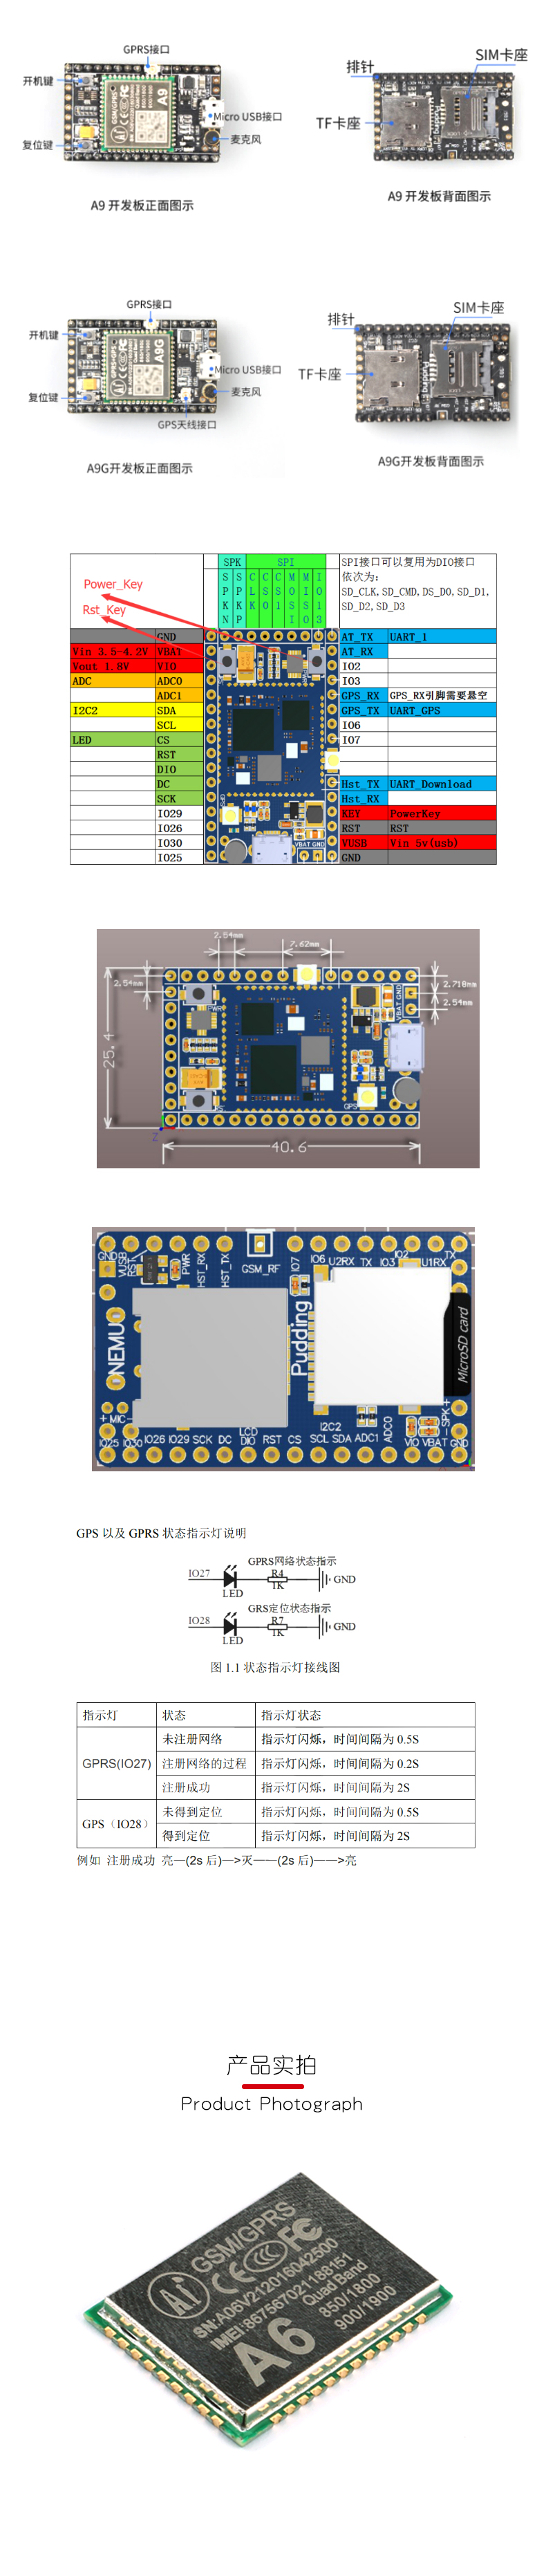 GPRS接口
开机键
Micro USB接口
复位键
麦克风
A9
A9 开发板正面图示
SIM卡座
排针
TF卡座
A9 开发板背面图示
GPRS接口
开机键
Micro USB接口
复位键
麦克风
GPS天线接口
A9G
A9G开发板正面图示
SIM卡座
排针
TF卡座
A9G开发板背面图示
SPK SPI
SPKN SPKP CLK CS0 CS1 MOSI MISO IO13
SPI接口可以复用为DIO接口
依次为:
SD_CLK,SD_CMD,DS_D0,SD_D1,
SD_D2,SD_D3
Power_Key
Rst_Key
GND AT_TX UART_1
Vin 3.5-4.2V VBAT AT_RX
Vout 1.8V VIO IO2
ADC ADC0 IO3
ADC1 GPS_RX GPS_RX引脚需要悬空
I2C2 SDA GPS_TX UART_GPS
SCL IO6
LED CS IO7
RST
DIO
DC Hst_TX UART_Download
SCK Hst_RX
IO29 KEY PowerKey
IO26 RST RST
IO30 VUSB Vin 5v(usb)
IO25 GND
VBAT GND
2.54mm 7.62mm
2.54mm
2.718mm
2.54mm
25.4
PWR
VBAT GND
GPS
Z
40.6
GND VUSB RST PWR HST_RX HST_TX GSM_RF IO7 IO6 U2RX TX IO3 IO2 U1RX TX
NEMU
Pudding
MicroSD card
+ MIC -
-SPK+
IO25 IO30 IO26 IO29 SCK DC LCD DIO RST CS I2C2 SCL SDA ADC1 ADC0 VIO VBAT GND
GPS 以及 GPRS 状态指示灯说明
GPRS网络状态指示
IO27 R4 GND
LED 1K
GRS定位状态指示
IO28 R7 GND
LED 1K
图 1.1 状态指示灯接线图
指示灯 状态 指示灯状态
GPRS(IO27) 未注册网络 指示灯闪烁，时间间隔为 0.5S
注册网络的过程 指示灯闪烁，时间间隔为 0.2S
注册成功 指示灯闪烁，时间间隔为 2S
GPS（IO28） 未得到定位 指示灯闪烁，时间间隔为 0.5S
得到定位 指示灯闪烁，时间间隔为 2S
例如 注册成功 亮—(2s 后)—>灭——(2s 后)——>亮
产品实拍
Product Photograph
Ai
GSM/GPRS
CE CCC FC
SN:A06V212016042500
IMEI:867567021188151
A6
Quad Band
850/1800
900/1900